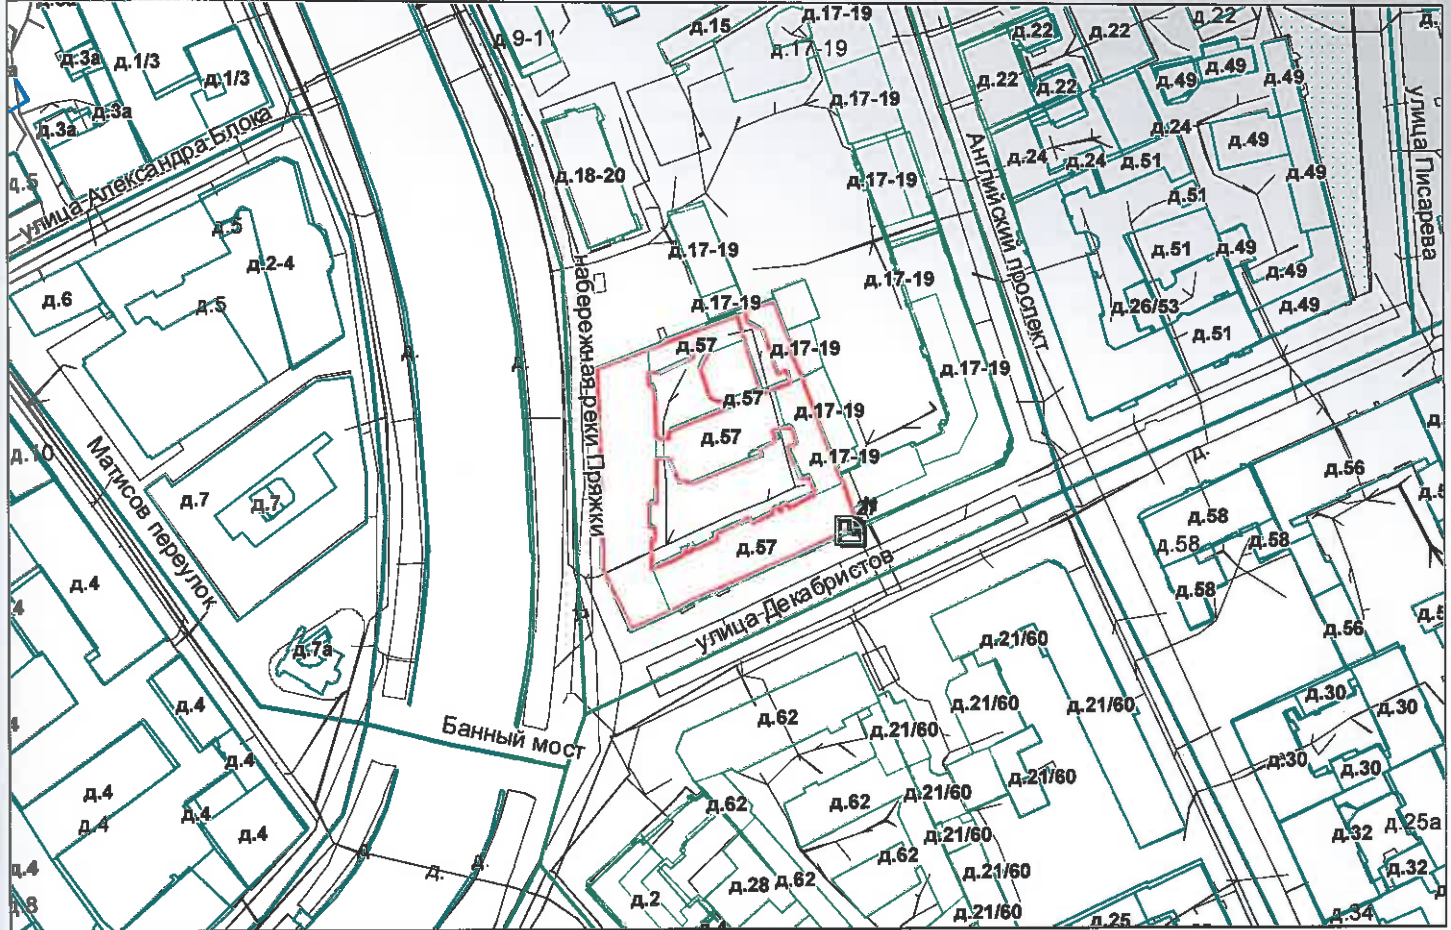 д.3а
д.1/3
д.1/3
д.3а
д.3а
д.5
улица Александра Блока
д.9-1
д.15
д.17-19
д.17-19
д.17-19
д.17-19
д.18-20
д.17-19
д.17-19
д.17-19
д.17-19
д.17-19
д.17-19
д.17-19
д.22
д.22
д.22
д.22
д.22
д.49
д.49
д.49
д.24
д.49
д.24
д.24
д.51
д.49
д.51
д.51
д.49
д.49
д.49
д.26/53
д.51
улица Писарева
Английский проспект
д.5
д.2-4
д.6
д.5
д.
д.
набережная реки Пряжки
д.57
д.57
д.57
д.57
д.10
Матисов переулок
д.7
д.7
д.4
д.7а
улица Декабристов
д.
д.56
д.58
д.58
д.58
д.58
д.56
д.21/60
д.21/60
д.21/60
д.21/60
д.21/60
д.21/60
д.21/60
д.21/60
д.21/60
Банный мост
д.62
д.62
д.62
д.62
д.62
д.28
д.2
д.4
д.4
д.4
д.4
д.4
д.4
д.4
д.8
д.
д.
д.
д.30
д.30
д.30
д.30
д.32
д.25а
д.32
д.34
д.25